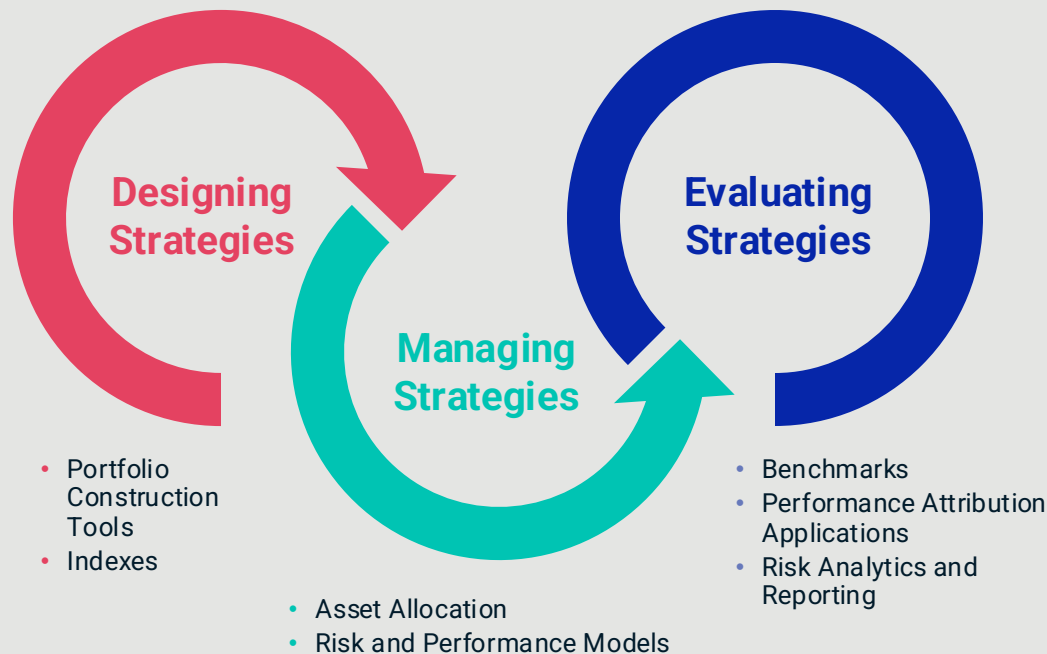 Designing
Strategies
• Portfolio
Construction
Tools
• Indexes
Managing
Strategies
• Asset Allocation
• Risk and Performance Models
Evaluating
Strategies
• Benchmarks
• Performance Attribution
Applications
• Risk Analytics and
Reporting